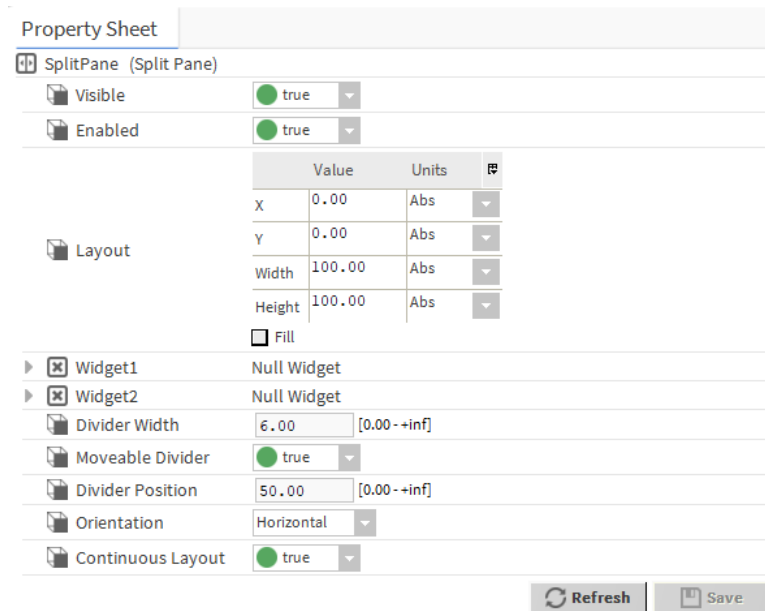 Property Sheet
SplitPane (Split Pane)
Visible true
Enabled true
Value Units
X 0.00 Abs
Y 0.00 Abs
Layout
Width 100.00 Abs
Height 100.00 Abs
Fill
Widget1 Null Widget
Widget2 Null Widget
Divider Width 6.00 [0.00 - +inf]
Moveable Divider true
Divider Position 50.00 [0.00 - +inf]
Orientation Horizontal
Continuous Layout true
Refresh Save